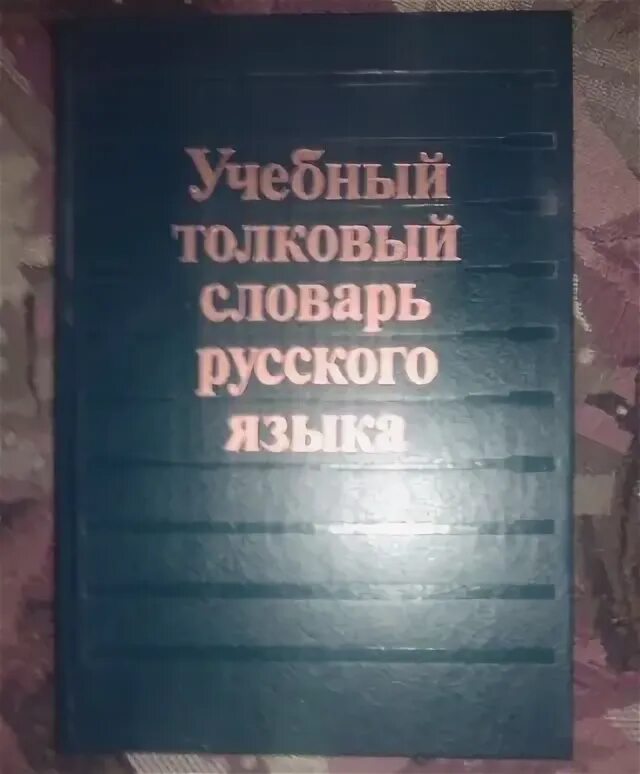 Учебный
толковый
словарь
русского
языка